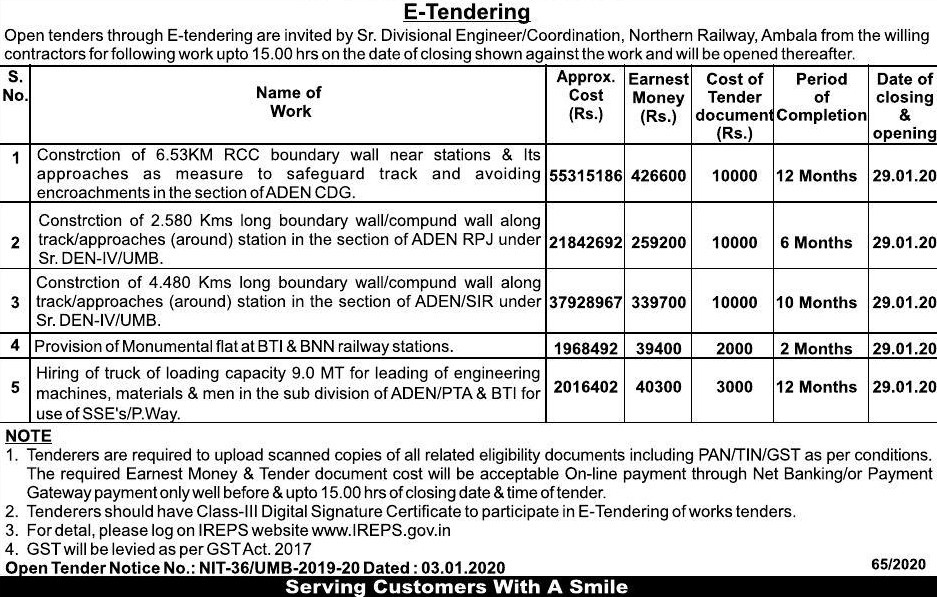 E-Tendering
Open tenders through E-tendering are invited by Sr. Divisional Engineer/Coordination, Northern Railway, Ambala from the willing
contractors for following work upto 15.00 hrs on the date of closing shown against the work and will be opened thereafter.
S. No. Name of Work Approx. Cost (Rs.) Earnest Money (Rs.) Cost of Tender document (Rs.) Period of Completion Date of closing & opening
1 Constrction of 6.53KM RCC boundary wall near stations & Its
approaches as measure to safeguard track and avoiding
encroachments in the section of ADEN CDG.
55315186 426600 10000 12 Months 29.01.20
2 Constrction of 2.580 Kms long boundary wall/compund wall along
track/approaches (around) station in the section of ADEN RPJ under
Sr. DEN-IV/UMB.
21842692 259200 10000 6 Months 29.01.20
3 Constrction of 4.480 Kms long boundary wall/compund wall along
track/approaches (around) station in the section of ADEN/SIR under
Sr. DEN-IV/UMB.
37928967 339700 10000 10 Months 29.01.20
4 Provision of Monumental flat at BTI & BNN railway stations. 1968492 39400 2000 2 Months 29.01.20
5 Hiring of truck of loading capacity 9.0 MT for leading of engineering
machines, materials & men in the sub division of ADEN/PTA & BTI for
use of SSE's/P.Way.
2016402 40300 3000 12 Months 29.01.20
NOTE
1. Tenderers are required to upload scanned copies of all related eligibility documents including PAN/TIN/GST as per conditions.
The required Earnest Money & Tender document cost will be acceptable On-line payment through Net Banking/or Payment
Gateway payment only well before & upto 15.00 hrs of closing date & time of tender.
2. Tenderers should have Class-III Digital Signature Certificate to participate in E-Tendering of works tenders.
3. For detal, please log on IREPS website www.IREPS.gov.in
4. GST will be levied as per GST Act. 2017
Open Tender Notice No.: NIT-36/UMB-2019-20 Dated : 03.01.2020 65/2020
Serving Customers With A Smile